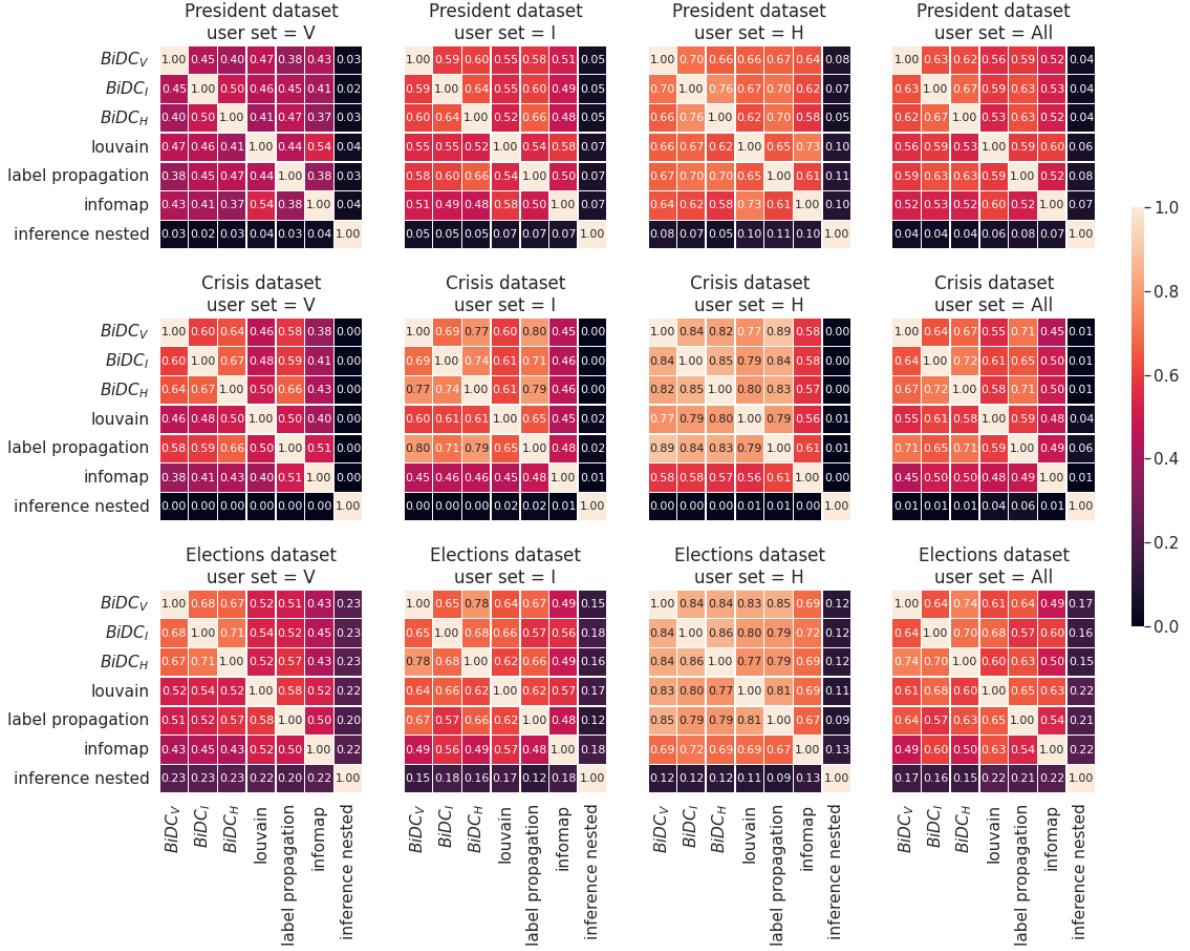 President dataset
user set = V
President dataset
user set = I
President dataset
user set = H
President dataset
user set = All
BiDC_V 1.00 0.45 0.40 0.47 0.38 0.43 0.03 1.00 0.59 0.60 0.55 0.58 0.51 0.05 1.00 0.70 0.66 0.66 0.67 0.64 0.08 1.00 0.63 0.62 0.56 0.59 0.52 0.04
BiDC_I 0.45 1.00 0.50 0.46 0.45 0.41 0.02 0.59 1.00 0.64 0.55 0.60 0.49 0.05 0.70 1.00 0.76 0.67 0.70 0.62 0.07 0.63 1.00 0.67 0.59 0.63 0.53 0.04
BiDC_H 0.40 0.50 1.00 0.41 0.47 0.37 0.03 0.60 0.64 1.00 0.52 0.66 0.48 0.05 0.66 0.76 1.00 0.62 0.70 0.58 0.05 0.62 0.67 1.00 0.53 0.63 0.52 0.04
louvain 0.47 0.46 0.41 1.00 0.44 0.54 0.04 0.55 0.55 0.52 1.00 0.54 0.58 0.07 0.66 0.67 0.62 1.00 0.65 0.73 0.10 0.56 0.59 0.53 1.00 0.59 0.60 0.06
label propagation 0.38 0.45 0.47 0.44 1.00 0.38 0.03 0.58 0.60 0.66 0.54 1.00 0.50 0.07 0.67 0.70 0.70 0.65 1.00 0.61 0.11 0.59 0.63 0.63 0.59 1.00 0.52 0.08
infomap 0.43 0.41 0.37 0.54 0.38 1.00 0.04 0.51 0.49 0.48 0.58 0.50 1.00 0.07 0.64 0.62 0.58 0.73 0.61 1.00 0.10 0.52 0.53 0.52 0.60 0.52 1.00 0.07
inference nested 0.03 0.02 0.03 0.04 0.03 0.04 1.00 0.05 0.05 0.05 0.07 0.07 0.07 1.00 0.08 0.07 0.05 0.10 0.11 0.10 1.00 0.04 0.04 0.04 0.06 0.08 0.07 1.00
Crisis dataset
user set = V
Crisis dataset
user set = I
Crisis dataset
user set = H
Crisis dataset
user set = All
BiDC_V 1.00 0.60 0.64 0.46 0.58 0.38 0.00 1.00 0.69 0.77 0.60 0.80 0.45 0.00 1.00 0.84 0.82 0.77 0.89 0.58 0.00 1.00 0.64 0.67 0.55 0.71 0.45 0.01
BiDC_I 0.60 1.00 0.67 0.48 0.59 0.41 0.00 0.69 1.00 0.74 0.61 0.71 0.46 0.00 0.84 1.00 0.85 0.79 0.84 0.58 0.00 0.64 1.00 0.72 0.61 0.65 0.50 0.01
BiDC_H 0.64 0.67 1.00 0.50 0.66 0.43 0.00 0.77 0.74 1.00 0.61 0.79 0.46 0.00 0.82 0.85 1.00 0.80 0.83 0.57 0.00 0.67 0.72 1.00 0.58 0.71 0.50 0.01
louvain 0.46 0.48 0.50 1.00 0.50 0.40 0.00 0.60 0.61 0.61 1.00 0.65 0.45 0.02 0.77 0.79 0.80 1.00 0.79 0.56 0.01 0.55 0.61 0.58 1.00 0.59 0.48 0.04
label propagation 0.58 0.59 0.66 0.50 1.00 0.51 0.00 0.80 0.71 0.79 0.65 1.00 0.48 0.02 0.89 0.84 0.83 0.79 1.00 0.61 0.01 0.71 0.65 0.71 0.59 1.00 0.49 0.06
infomap 0.38 0.41 0.43 0.40 0.51 1.00 0.00 0.45 0.46 0.46 0.45 0.48 1.00 0.01 0.58 0.58 0.57 0.56 0.61 1.00 0.00 0.45 0.50 0.50 0.48 0.49 1.00 0.01
inference nested 0.00 0.00 0.00 0.00 0.00 0.00 1.00 0.00 0.00 0.00 0.02 0.02 0.01 1.00 0.00 0.00 0.00 0.01 0.01 0.00 1.00 0.01 0.01 0.01 0.04 0.06 0.01 1.00
Elections dataset
user set = V
Elections dataset
user set = I
Elections dataset
user set = H
Elections dataset
user set = All
BiDC_V 1.00 0.68 0.67 0.52 0.51 0.43 0.23 1.00 0.65 0.78 0.64 0.67 0.49 0.15 1.00 0.84 0.84 0.83 0.85 0.69 0.12 1.00 0.64 0.74 0.61 0.64 0.49 0.17
BiDC_I 0.68 1.00 0.71 0.54 0.52 0.45 0.23 0.65 1.00 0.68 0.66 0.57 0.56 0.18 0.84 1.00 0.86 0.80 0.79 0.72 0.12 0.64 1.00 0.70 0.68 0.57 0.60 0.16
BiDC_H 0.67 0.71 1.00 0.52 0.57 0.43 0.23 0.78 0.68 1.00 0.62 0.66 0.49 0.16 0.84 0.86 1.00 0.77 0.79 0.69 0.12 0.74 0.70 1.00 0.60 0.63 0.50 0.15
louvain 0.52 0.54 0.52 1.00 0.58 0.52 0.22 0.64 0.66 0.62 1.00 0.62 0.57 0.17 0.83 0.80 0.77 1.00 0.81 0.69 0.11 0.61 0.68 0.60 1.00 0.65 0.63 0.22
label propagation 0.51 0.52 0.57 0.58 1.00 0.50 0.20 0.67 0.57 0.66 0.62 1.00 0.48 0.12 0.85 0.79 0.79 0.81 1.00 0.67 0.09 0.64 0.57 0.63 0.65 1.00 0.54 0.21
infomap 0.43 0.45 0.43 0.52 0.50 1.00 0.22 0.49 0.56 0.49 0.57 0.48 1.00 0.18 0.69 0.72 0.69 0.69 0.67 1.00 0.13 0.49 0.60 0.50 0.63 0.54 1.00 0.22
inference nested 0.23 0.23 0.23 0.22 0.20 0.22 1.00 0.15 0.18 0.16 0.17 0.12 0.18 1.00 0.12 0.12 0.12 0.11 0.09 0.13 1.00 0.17 0.16 0.15 0.22 0.21 0.22 1.00
BiDC_V
BiDC_I
BiDC_H
louvain
label propagation
infomap
inference nested
BiDC_V
BiDC_I
BiDC_H
louvain
label propagation
infomap
inference nested
BiDC_V
BiDC_I
BiDC_H
louvain
label propagation
infomap
inference nested
BiDC_V
BiDC_I
BiDC_H
louvain
label propagation
infomap
inference nested
1.0
0.8
0.6
0.4
0.2
0.0